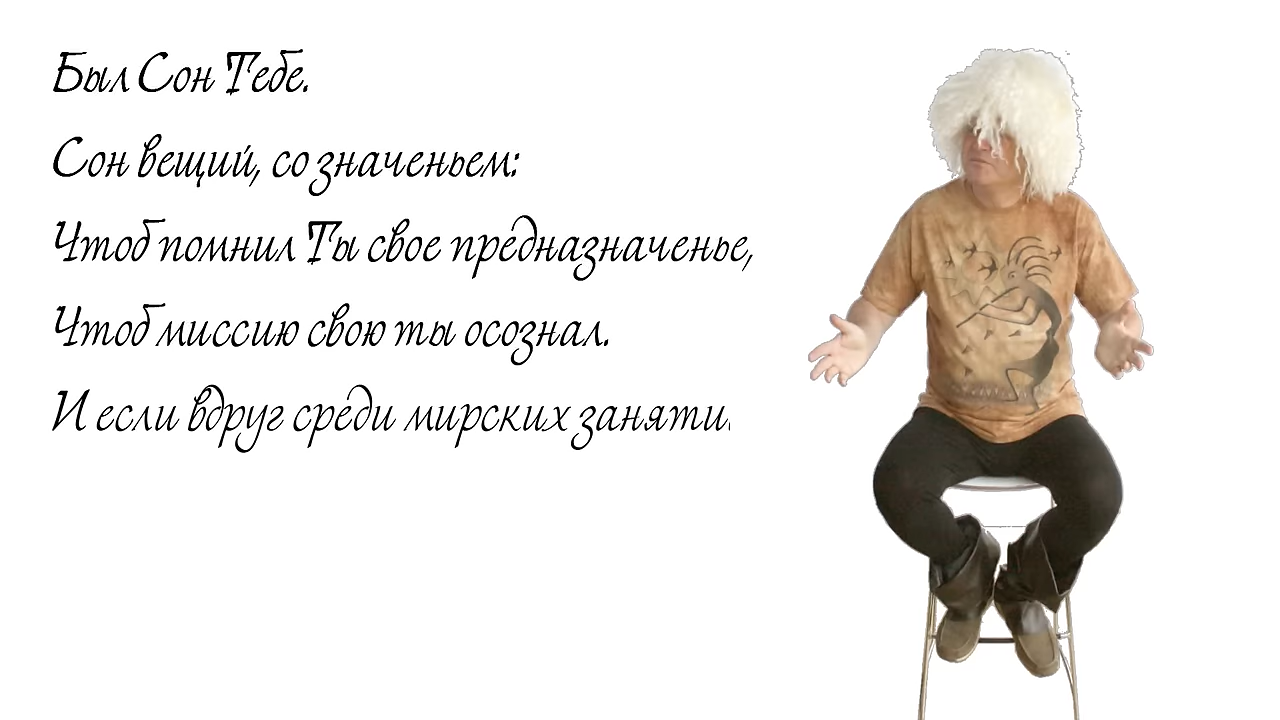 Был Сон Тебе.
Сон вещий, со значеньем:
Чтоб помнил Ты свое предназначенье,
Чтоб миссию свою ты осознал.
И если вдруг среди мирских заняти